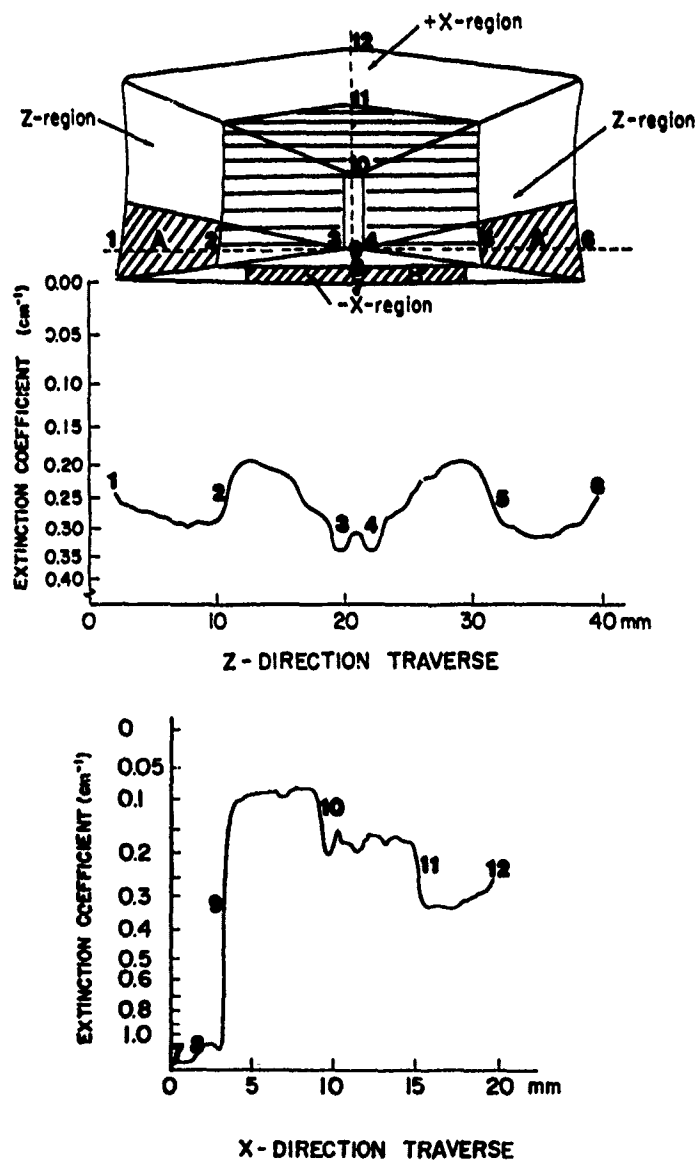 +X-region
12
11
Z-region
Z-region
10
1 A 2 3 4 5 A 6
-X-region
EXTINCTION COEFFICIENT (cm⁻¹)
0.00
0.05
0.10
0.15
0.20
0.25
0.30
0.35
0.40
1 2 3 4 5 6
0 10 20 30 40 mm
Z-DIRECTION TRAVERSE
EXTINCTION COEFFICIENT (cm⁻¹)
0
0.05
0.1
0.2
0.3
0.4
0.5
0.6
0.8
1.0
7 8 9 10 11 12
0 5 10 15 20 mm
X-DIRECTION TRAVERSE